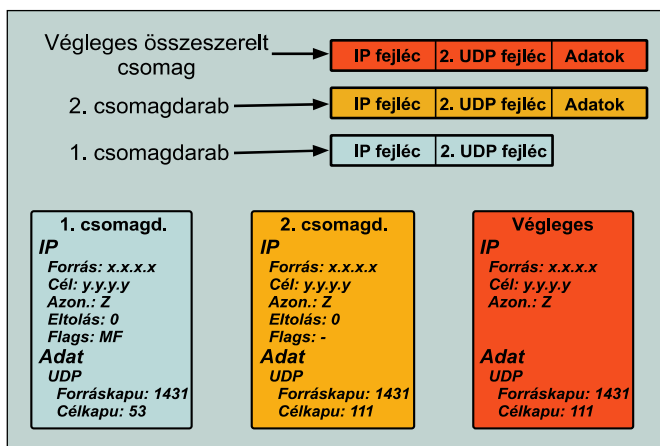 Végleges összeszerelt
csomag
IP fejléc 2. UDP fejléc Adatok
2. csomagdarab
IP fejléc 2. UDP fejléc Adatok
1. csomagdarab
IP fejléc 2. UDP fejléc
1. csomagd.
IP
Forrás: x.x.x.x
Cél: y.y.y.y
Azon.: Z
Eltolás: 0
Flags: MF
Adat
UDP
Forráskapu: 1431
Célkapu: 53
2. csomagd.
IP
Forrás: x.x.x.x
Cél: y.y.y.y
Azon.: Z
Eltolás: 0
Flags: -
Adat
UDP
Forráskapu: 1431
Célkapu: 111
Végleges
IP
Forrás: x.x.x.x
Cél: y.y.y.y
Azon.: Z
Adat
UDP
Forráskapu: 1431
Célkapu: 111